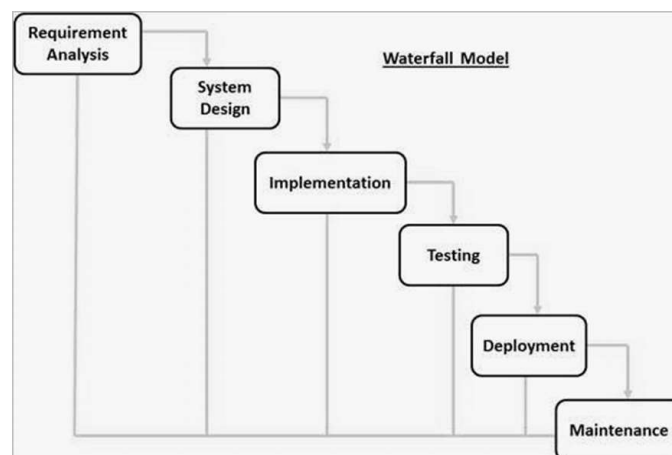 Requirement
Analysis
Waterfall Model
System
Design
Implementation
Testing
Deployment
Maintenance